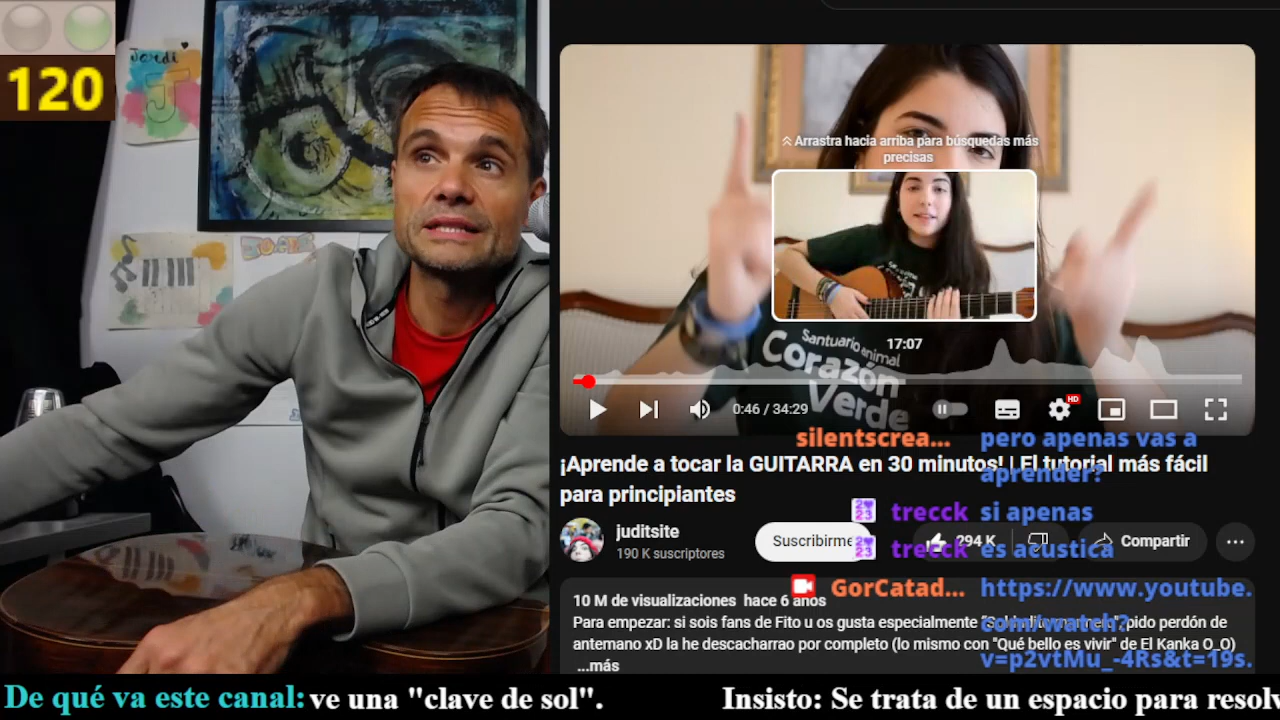 Jordi
J
120
Arrastra hacia arriba para búsquedas más
precisas
17:07
Santuario animal
Corazón
Verde
0:46 / 34:29
HD
silentscrea... pero apenas vas a
aprender?
¡Aprende a tocar la GUITARRA en 30 minutos! | El tutorial más fácil
para principiantes
trecck si apenas
juditsite
190 K suscriptores
Suscribirme
294 K
Compartir
trecck es acustica
GorCatad... https://www.youtube.
com/watch?
v=p2vtMu_-4Rs&t=19s.
10 M de visualizaciones hace 6 años
Para empezar: si sois fans de Fito u os gusta especialmente pido perdón de
antemano xD la he descacharrao por completo (lo mismo con "Qué bello es vivir" de El Kanka O_O)
...más
De qué va este canal: ve una "clave de sol". Insisto: Se trata de un espacio para resolv